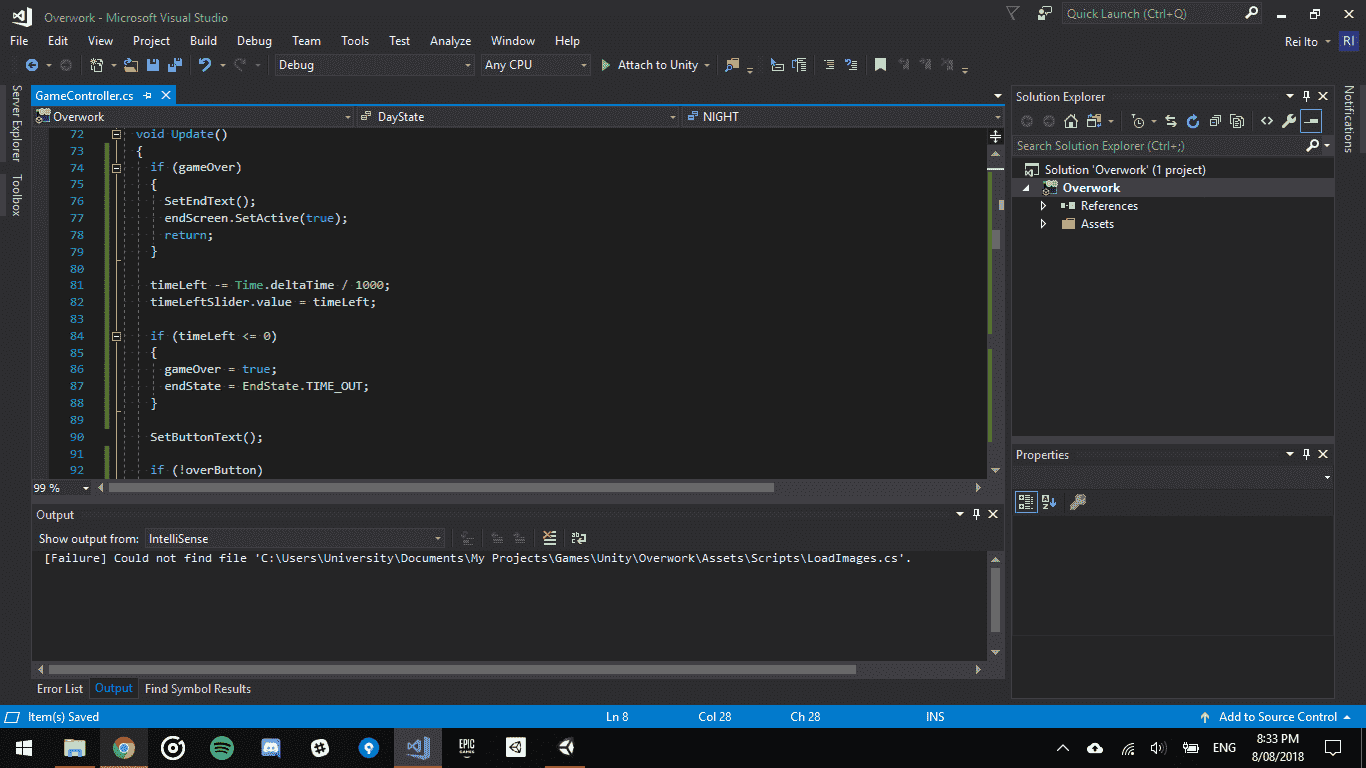 Overwork - Microsoft Visual Studio
Quick Launch (Ctrl+Q)
File Edit View Project Build Debug Team Tools Test Analyze Window Help
Rei Ito RI
Debug Any CPU Attach to Unity
Server Explorer
Toolbox
GameController.cs
Overwork DayState NIGHT
72 void Update()
73 {
74 if (gameOver)
75 {
76 SetEndText();
77 endScreen.SetActive(true);
78 return;
79 }
80
81 timeLeft -= Time.deltaTime / 1000;
82 timeLeftSlider.value = timeLeft;
83
84 if (timeLeft <= 0)
85 {
86 gameOver = true;
87 endState = EndState.TIME_OUT;
88 }
89
90 SetButtonText();
91
92 if (!overButton)
99 %
Output
Show output from: IntelliSense
[Failure] Could not find file 'C:\Users\University\Documents\My Projects\Games\Unity\Overwork\Assets\Scripts\LoadImages.cs'.
Error List Output Find Symbol Results
Solution Explorer
Search Solution Explorer (Ctrl+;)
Solution 'Overwork' (1 project)
Overwork
References
Assets
Properties
Notifications
Item(s) Saved Ln 8 Col 28 Ch 28 INS Add to Source Control
EPIC
GAMES
ENG
8:33 PM
8/08/2018